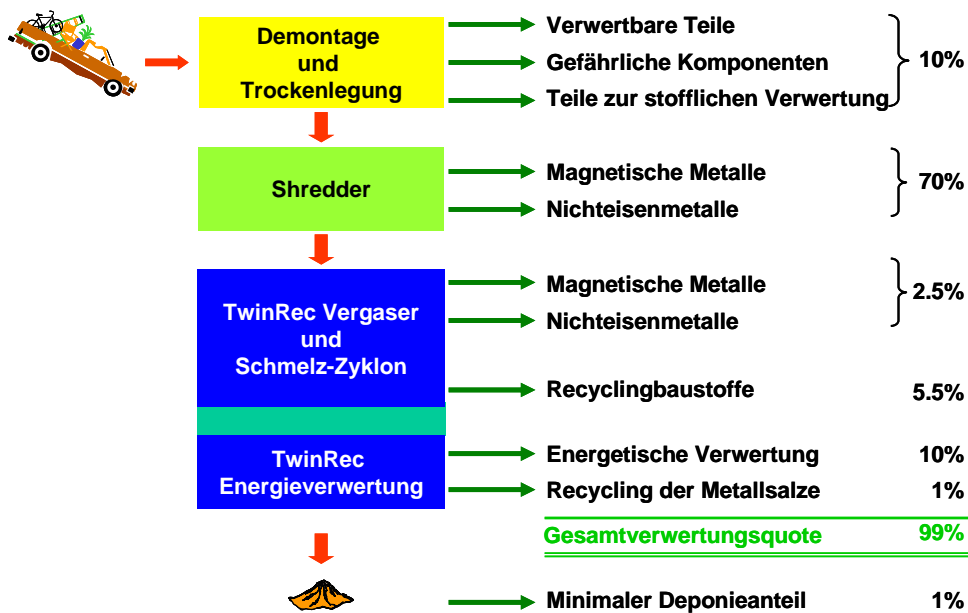 Demontage
und
Trockenlegung
Verwertbare Teile
Gefährliche Komponenten
Teile zur stofflichen Verwertung
10%
Shredder
Magnetische Metalle
Nichteisenmetalle
70%
TwinRec Vergaser
und
Schmelz-Zyklon
Magnetische Metalle
Nichteisenmetalle
2.5%
Recyclingbaustoffe 5.5%
TwinRec
Energieverwertung
Energetische Verwertung 10%
Recycling der Metallsalze 1%
Gesamtverwertungsquote 99%
Minimaler Deponieanteil 1%